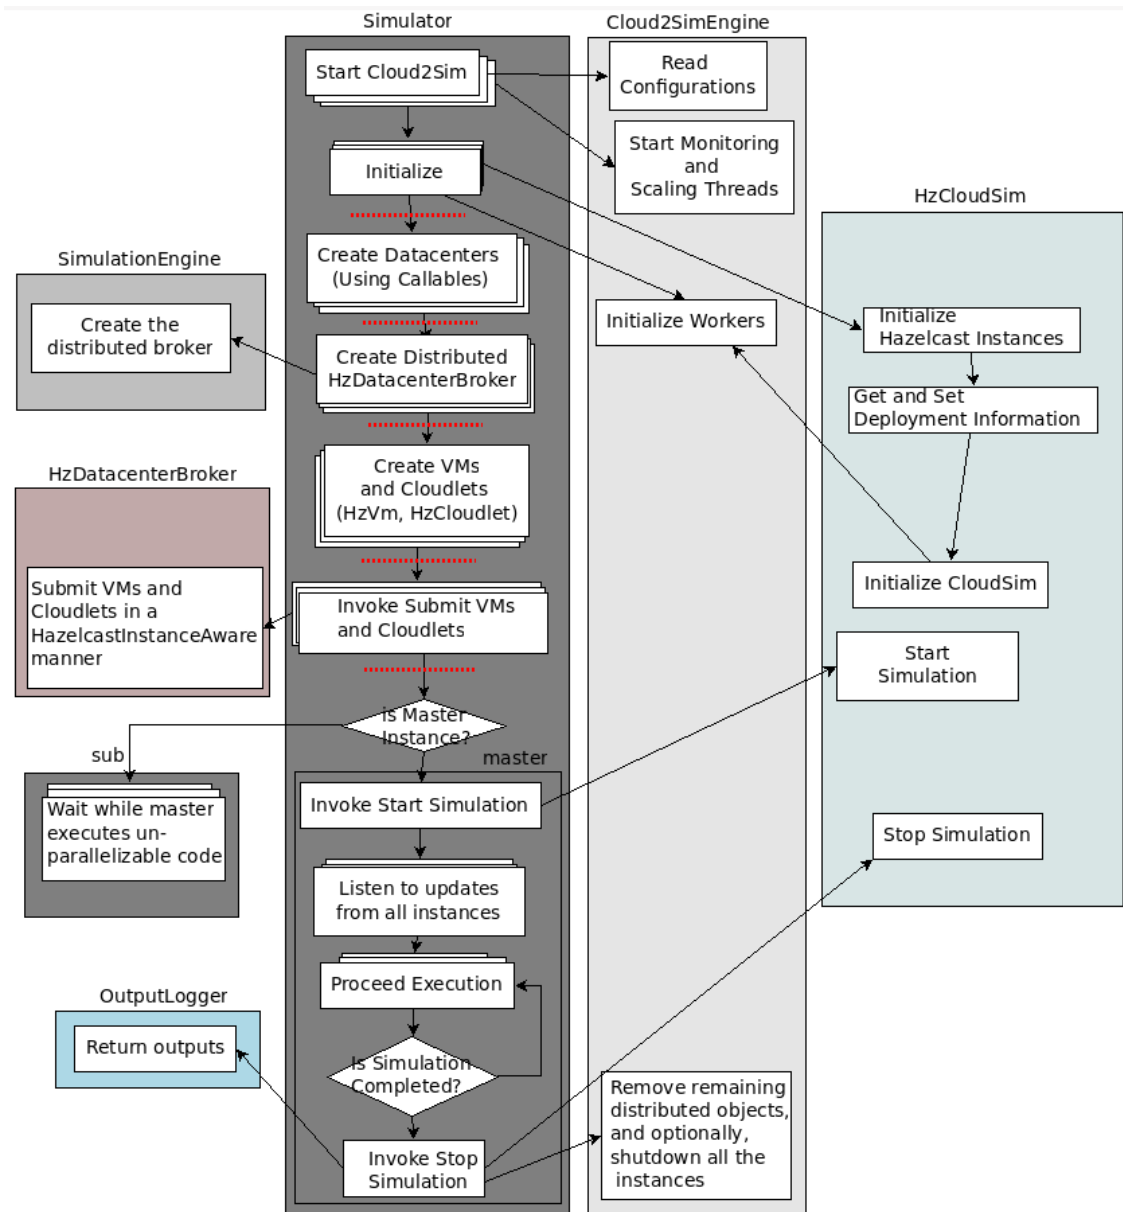 Simulator
Cloud2SimEngine
Start Cloud2Sim
Read
Configurations
Start Monitoring
and
Scaling Threads
Initialize
HzCloudSim
SimulationEngine
Create Datacenters
(Using Callables)
Create the
distributed broker
Initialize Workers
Initialize
Hazelcast Instances
Create Distributed
HzDatacenterBroker
Get and Set
Deployment Information
HzDatacenterBroker
Create VMs
and Cloudlets
(HzVm, HzCloudlet)
Submit VMs and
Cloudlets in a
HazelcastInstanceAware
manner
Invoke Submit VMs
and Cloudlets
Initialize CloudSim
Start
Simulation
is Master
Instance?
sub
master
Wait while master
executes un-
parallelizable code
Invoke Start Simulation
Stop Simulation
Listen to updates
from all instances
Proceed Execution
OutputLogger
Return outputs
Is Simulation
Completed?
Remove remaining
distributed objects,
and optionally,
shutdown all the
instances
Invoke Stop
Simulation